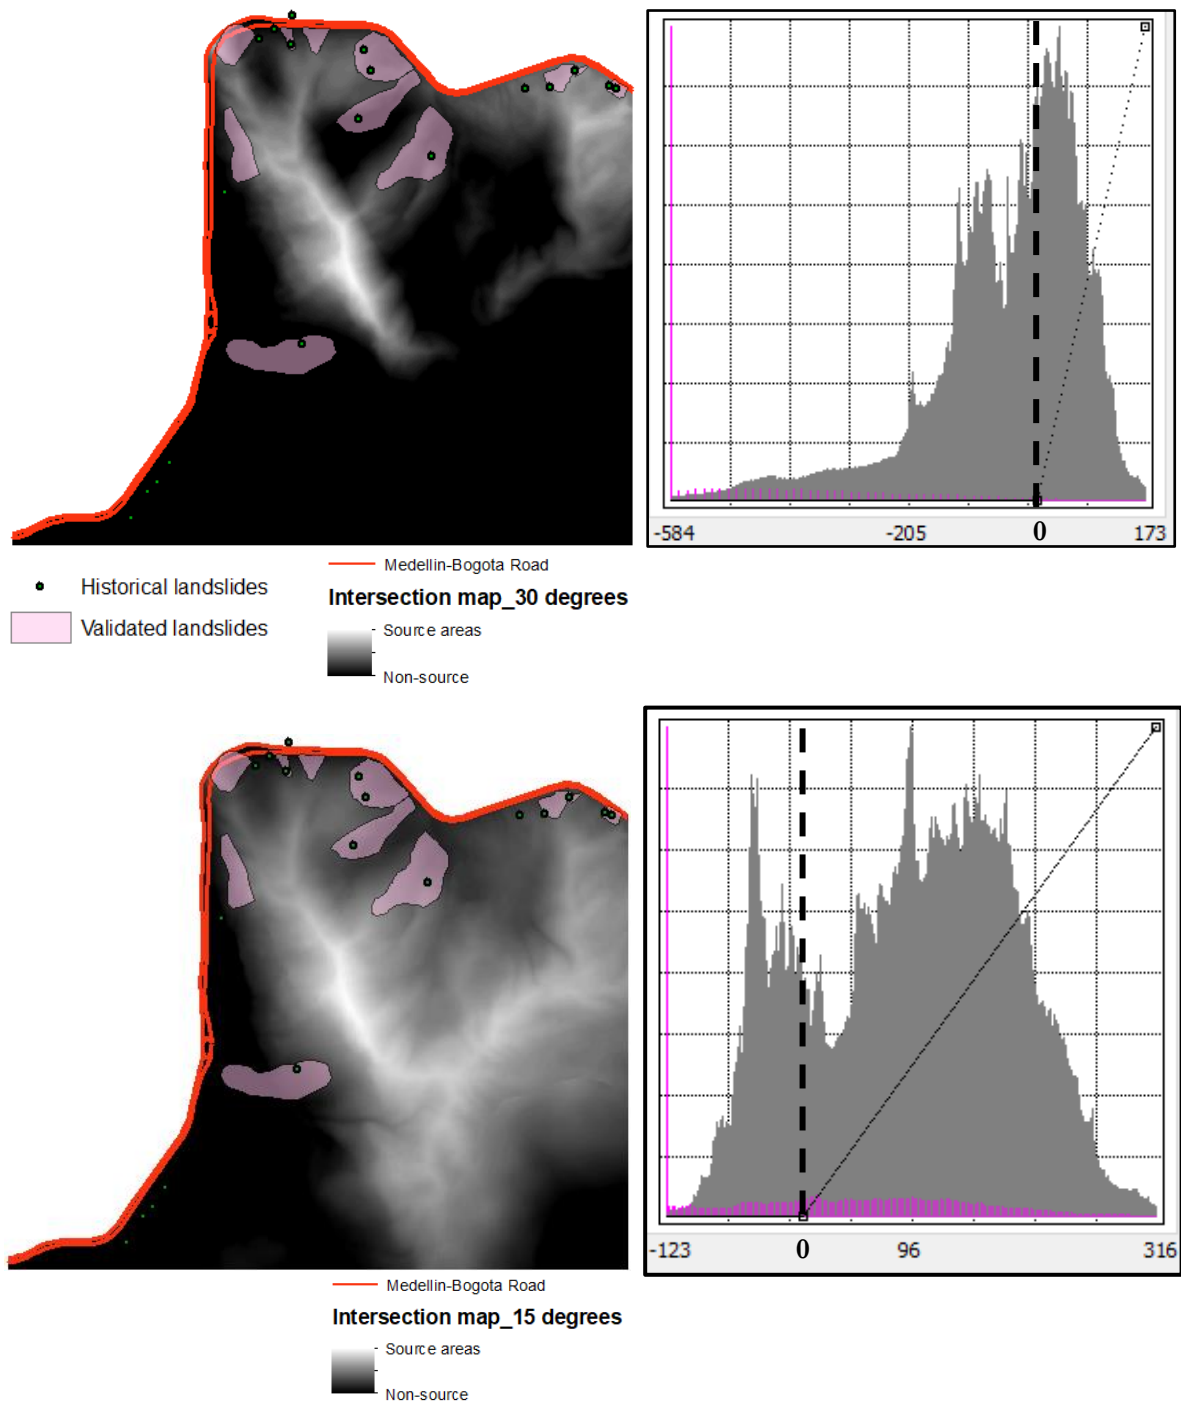 -584 -205 0 173
Historical landslides
Validated landslides
Medellin-Bogota Road
Intersection map_30 degrees
Source areas
Non-source
-123 0 96 316
Medellin-Bogota Road
Intersection map_15 degrees
Source areas
Non-source